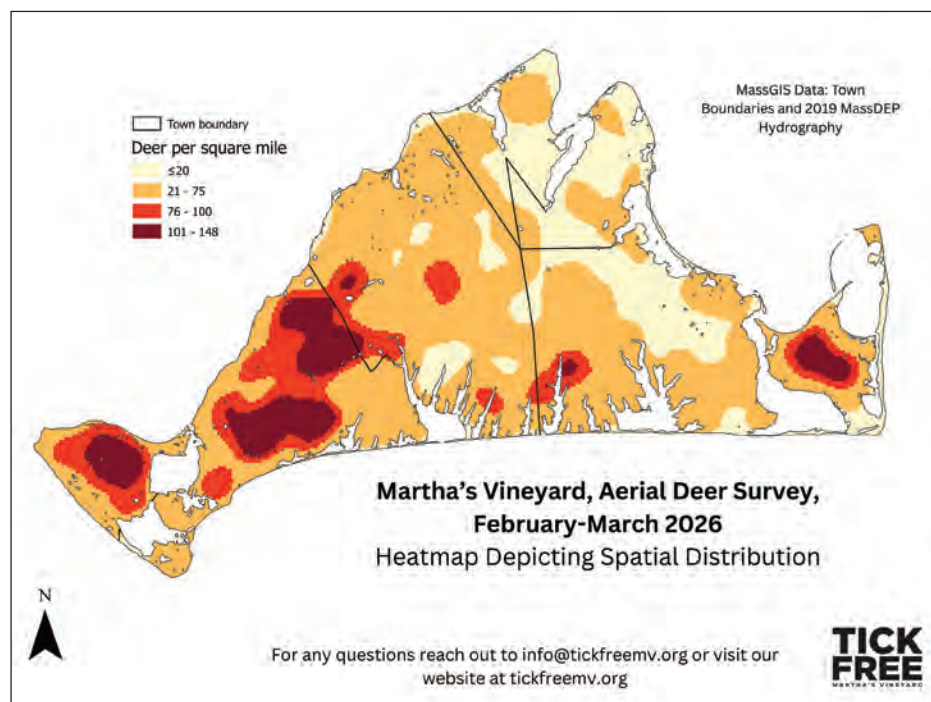 MassGIS Data: Town
Boundaries and 2019 MassDEP
Hydrography
Town boundary
Deer per square mile
≤20
21 - 75
76 - 100
101 - 148
Martha's Vineyard, Aerial Deer Survey,
February-March 2026
Heatmap Depicting Spatial Distribution
N
For any questions reach out to info@tickfreemv.org or visit our
website at tickfreemv.org
TICK
FREE
MARTHA'S VINEYARD